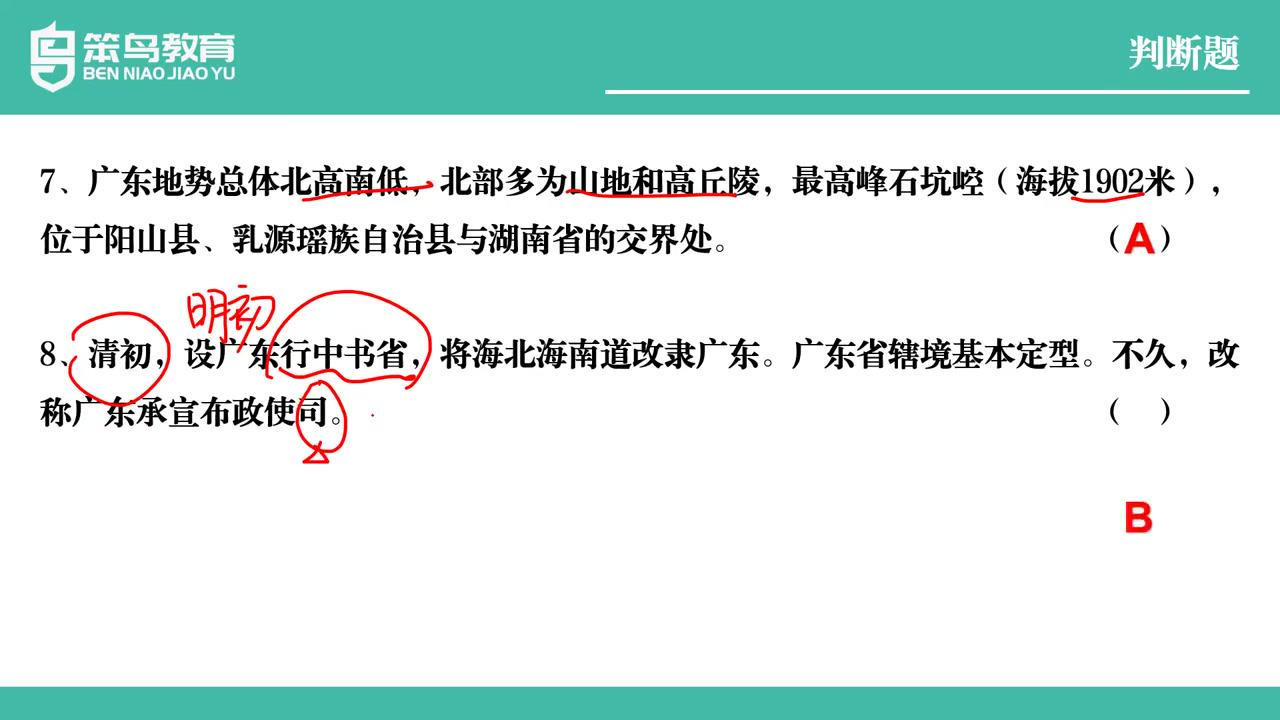 笨鸟教育
BEN NIAO JIAO YU
判断题
7、广东地势总体北高南低，北部多为山地和高丘陵，最高峰石坑崆（海拔1902米），
位于阳山县、乳源瑶族自治县与湖南省的交界处。（A）
明初
8、清初，设广东行中书省，将海北海南道改隶广东。广东省辖境基本定型。不久，改
称广东承宣布政使司。（ ）
B